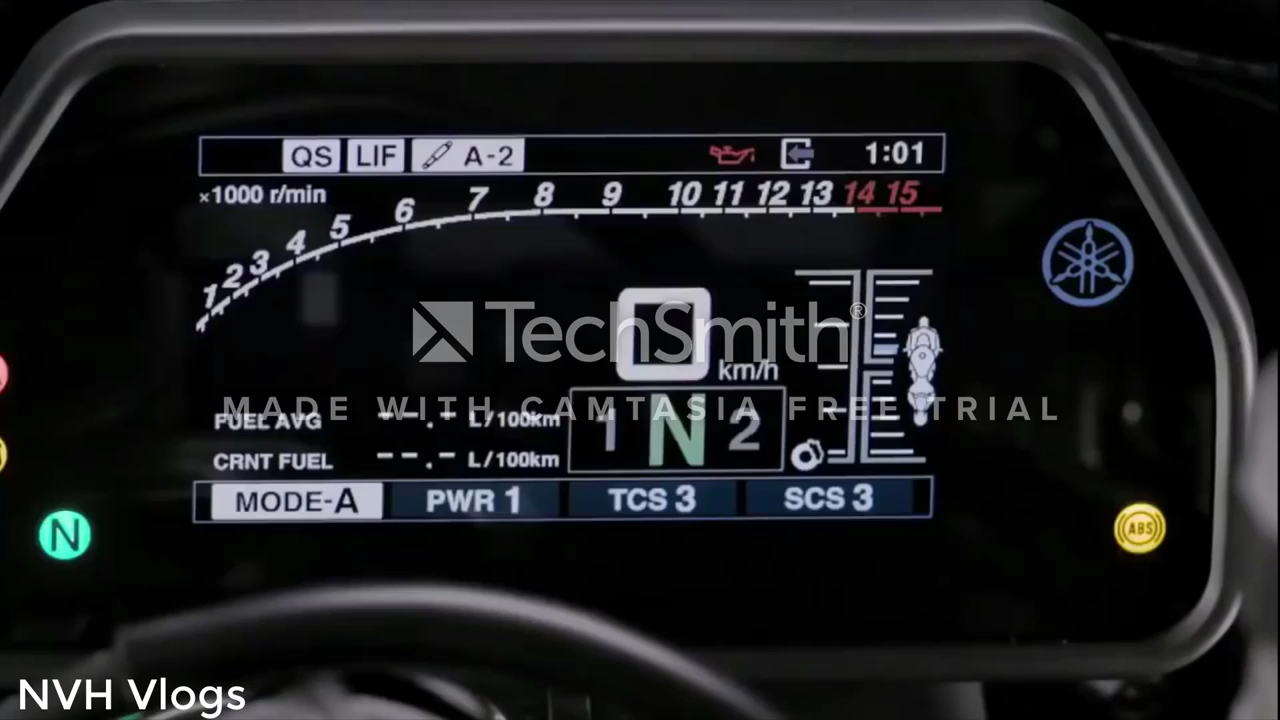 QS LIF A-2 1:01
×1000 r/min
1 2 3 4 5 6 7 8 9 10 11 12 13 14 15
TechSmith®
0 km/h
MADE WITH CAMTASIA FREE TRIAL
FUEL AVG --.- L/100km
1 N 2
CRNT FUEL --.- L/100km
MODE-A PWR 1 TCS 3 SCS 3
N
ABS
NVH Vlogs